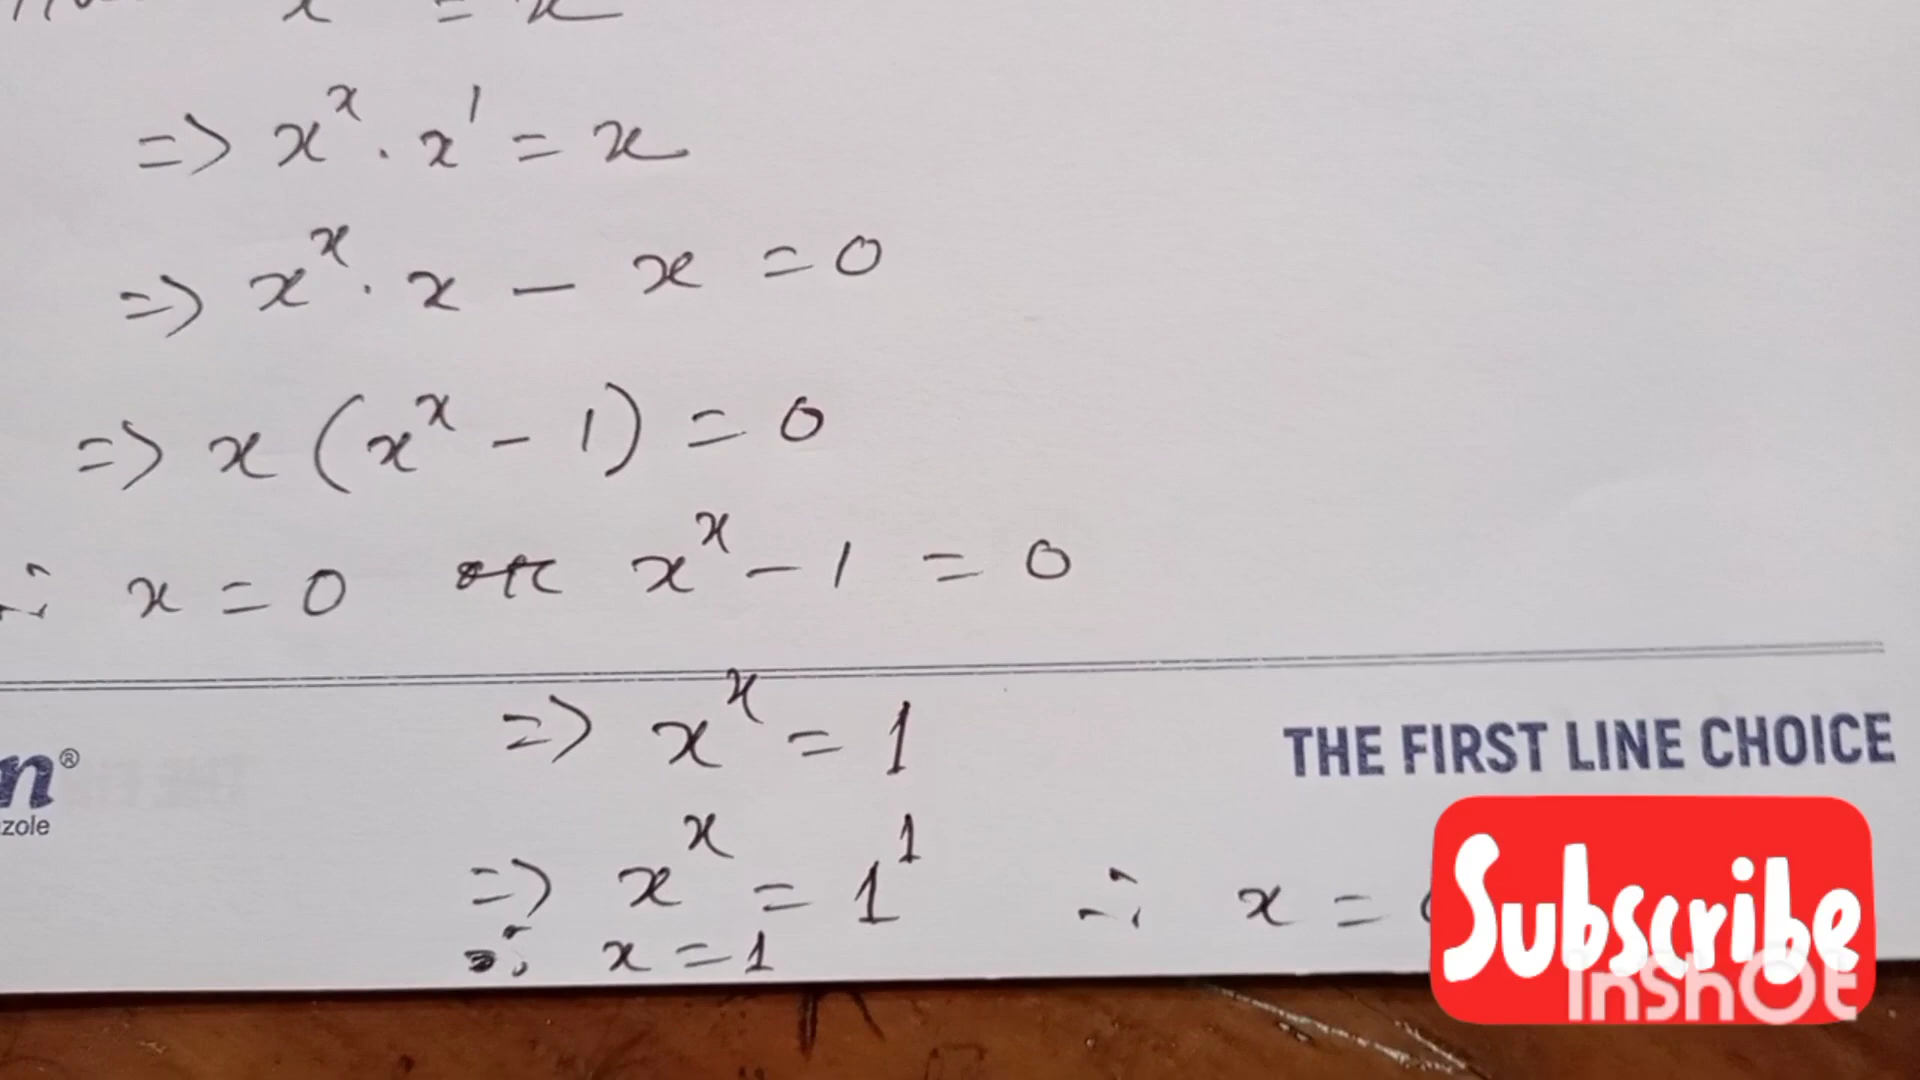 x = x
=> x^x . x^1 = x
=> x^x . x - x = 0
=> x (x^x - 1) = 0
∴ x = 0 or x^x - 1 = 0
=> x^x = 1
n®
zole
THE FIRST LINE CHOICE
=> x^x = 1^1
∴ x =
∴ x = 1
Subscribe
InShOt